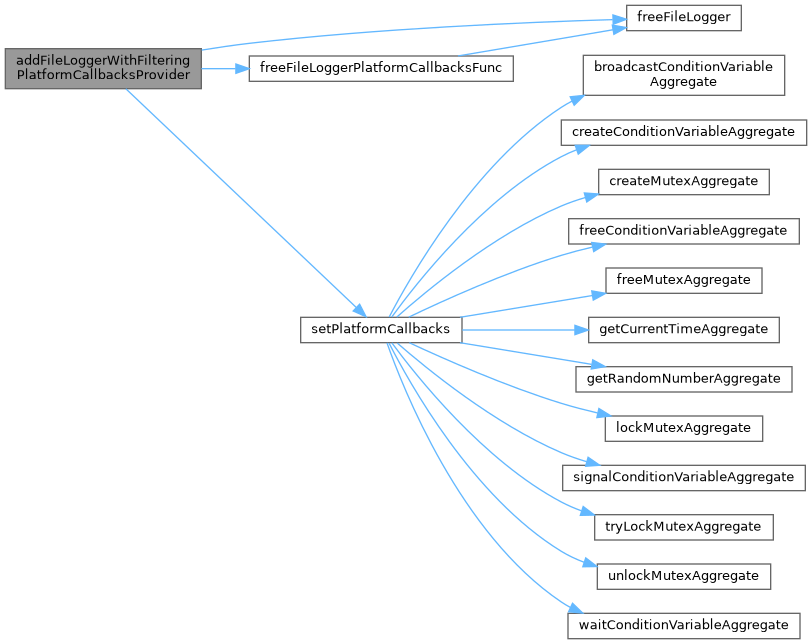 addFileLoggerWithFiltering
PlatformCallbacksProvider
freeFileLogger
freeFileLoggerPlatformCallbacksFunc
broadcastConditionVariable
Aggregate
createConditionVariableAggregate
createMutexAggregate
freeConditionVariableAggregate
freeMutexAggregate
setPlatformCallbacks
getCurrentTimeAggregate
getRandomNumberAggregate
lockMutexAggregate
signalConditionVariableAggregate
tryLockMutexAggregate
unlockMutexAggregate
waitConditionVariableAggregate